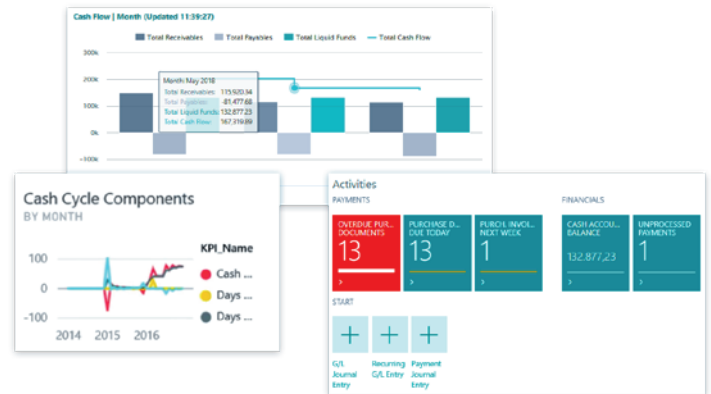 Cash Flow | Month (Updated 11:39:27)
Total Receivables Total Payables Total Liquid Funds Total Cash Flow
300k
200k
100k
0k
-100k
Month: May 2018
Total Receivables: 115,920.34
Total Payables: -81,477.68
Total Liquid Funds: 132,877.23
Total Cash Flow: 167,319.89
Cash Cycle Components
BY MONTH
KPI_Name
Cash ...
Days ...
Days ...
100
0
-100
2014 2015 2016
Activities
PAYMENTS
FINANCIALS
OVERDUE PUR...
DOCUMENTS
13
PURCHASE D...
DUE TODAY
13
PURCH. INVOI...
NEXT WEEK
1
CASH ACCOU...
BALANCE
132.877,23
UNPROCESSED
PAYMENTS
1
START
G/L
Journal
Entry
Recurring
G/L Entry
Payment
Journal
Entry